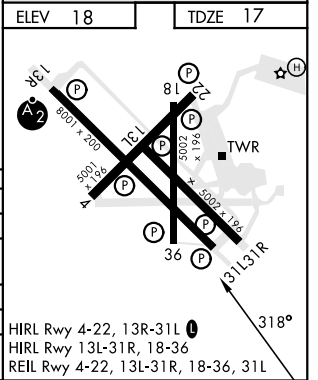 ELEV 18
TDZE 17
13R
P
P
18
22
H
A2
8001 x 200
13L
P
P
5002 x 196
TWR
5001 x 196
P
4
5002 x 196
P
P
36
P
31L
31R
318°
HIRL Rwy 4-22, 13R-31L L
HIRL Rwy 13L-31R, 18-36
REIL Rwy 4-22, 13L-31R, 18-36, 31L